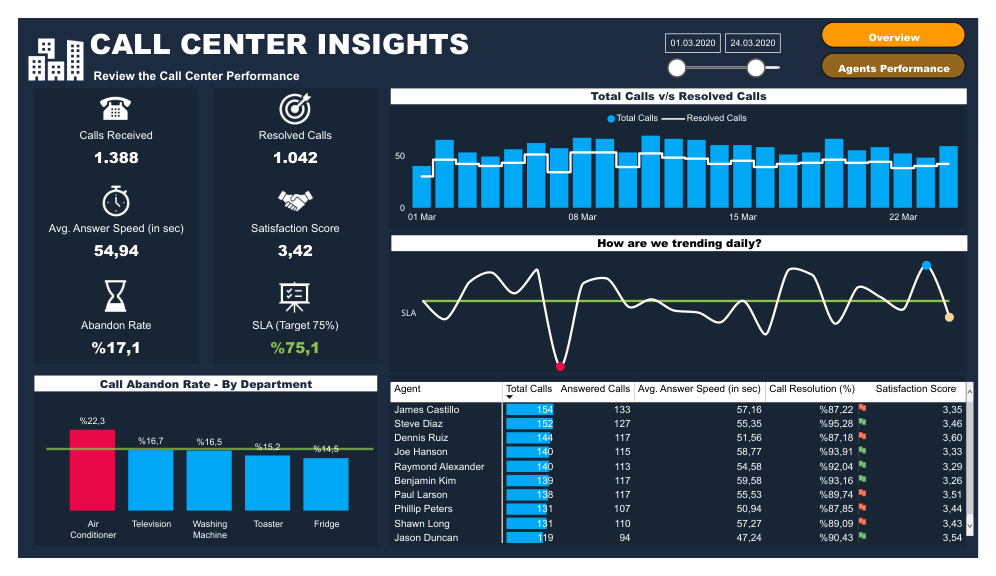 CALL CENTER INSIGHTS
Review the Call Center Performance
01.03.2020 24.03.2020
Overview
Agents Performance
Calls Received
1.388
Resolved Calls
1.042
Avg. Answer Speed (in sec)
54,94
Satisfaction Score
3,42
Abandon Rate
%17,1
SLA (Target 75%)
%75,1
Total Calls v/s Resolved Calls
Total Calls Resolved Calls
50
0
01 Mar 08 Mar 15 Mar 22 Mar
How are we trending daily?
SLA
Call Abandon Rate - By Department
%22,3 %16,7 %16,5 %15,2 %14,5
Air Conditioner Television Washing Machine Toaster Fridge
Agent Total Calls Answered Calls Avg. Answer Speed (in sec) Call Resolution (%) Satisfaction Score
James Castillo 154 133 57,16 %87,22 3,35
Steve Diaz 152 127 55,35 %95,28 3,46
Dennis Ruiz 144 117 51,56 %87,18 3,60
Joe Hanson 140 115 58,77 %93,91 3,33
Raymond Alexander 140 113 54,58 %92,04 3,29
Benjamin Kim 139 117 59,58 %93,16 3,26
Paul Larson 138 117 55,53 %89,74 3,51
Phillip Peters 131 107 50,94 %87,85 3,44
Shawn Long 131 110 57,27 %89,09 3,43
Jason Duncan 119 94 47,24 %90,43 3,54